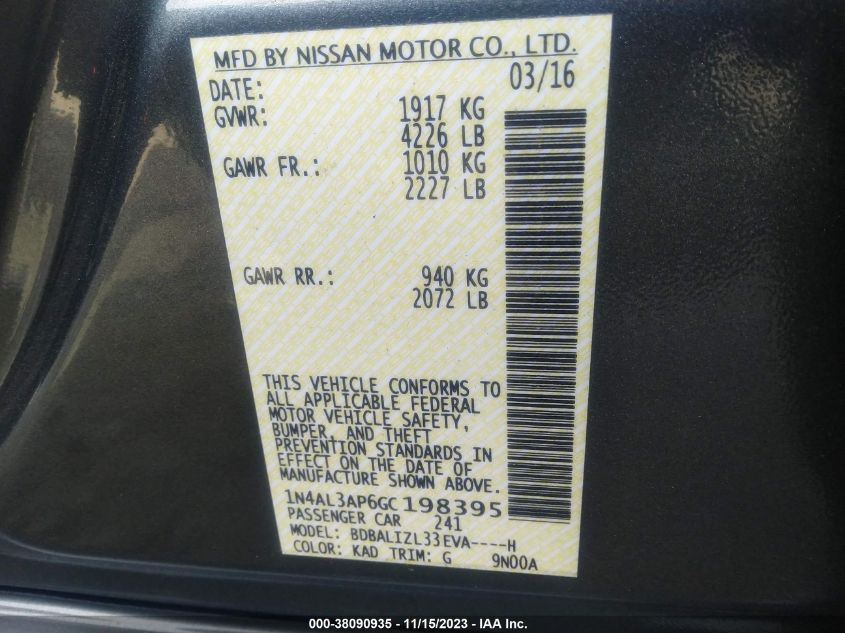 MFD BY NISSAN MOTOR CO., LTD.
DATE: 03/16
GVWR: 1917 KG
4226 LB
GAWR FR.: 1010 KG
2227 LB
GAWR RR.: 940 KG
2072 LB
THIS VEHICLE CONFORMS TO
ALL APPLICABLE FEDERAL
MOTOR VEHICLE SAFETY,
BUMPER, AND THEFT
PREVENTION STANDARDS IN
EFFECT ON THE DATE OF
MANUFACTURE SHOWN ABOVE.
1N4AL3AP6GC198395
PASSENGER CAR 241
MODEL: BDBALIZL33EVA----H
COLOR: KAD TRIM: G 9N00A
000-38090935 - 11/15/2023 - IAA Inc.